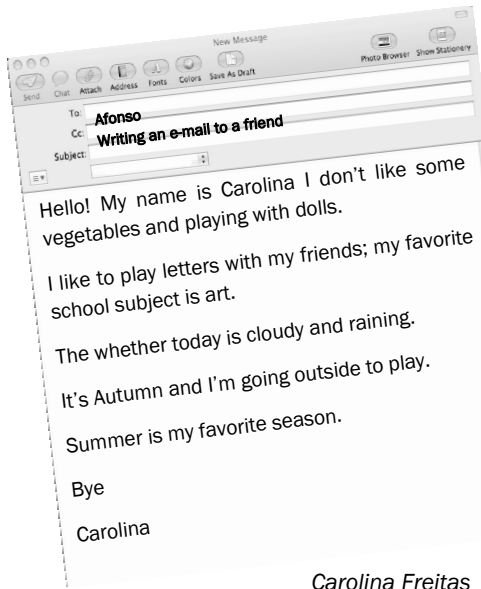 New Message
Send Chat Attach Address Fonts Colors Save As Draft Photo Browser Show Stationery
To: Afonso
Cc: Writing an e-mail to a friend
Subject:
Hello! My name is Carolina I don't like some
vegetables and playing with dolls.
I like to play letters with my friends; my favorite
school subject is art.
The whether today is cloudy and raining.
It's Autumn and I'm going outside to play.
Summer is my favorite season.
Bye
Carolina
Carolina Freitas